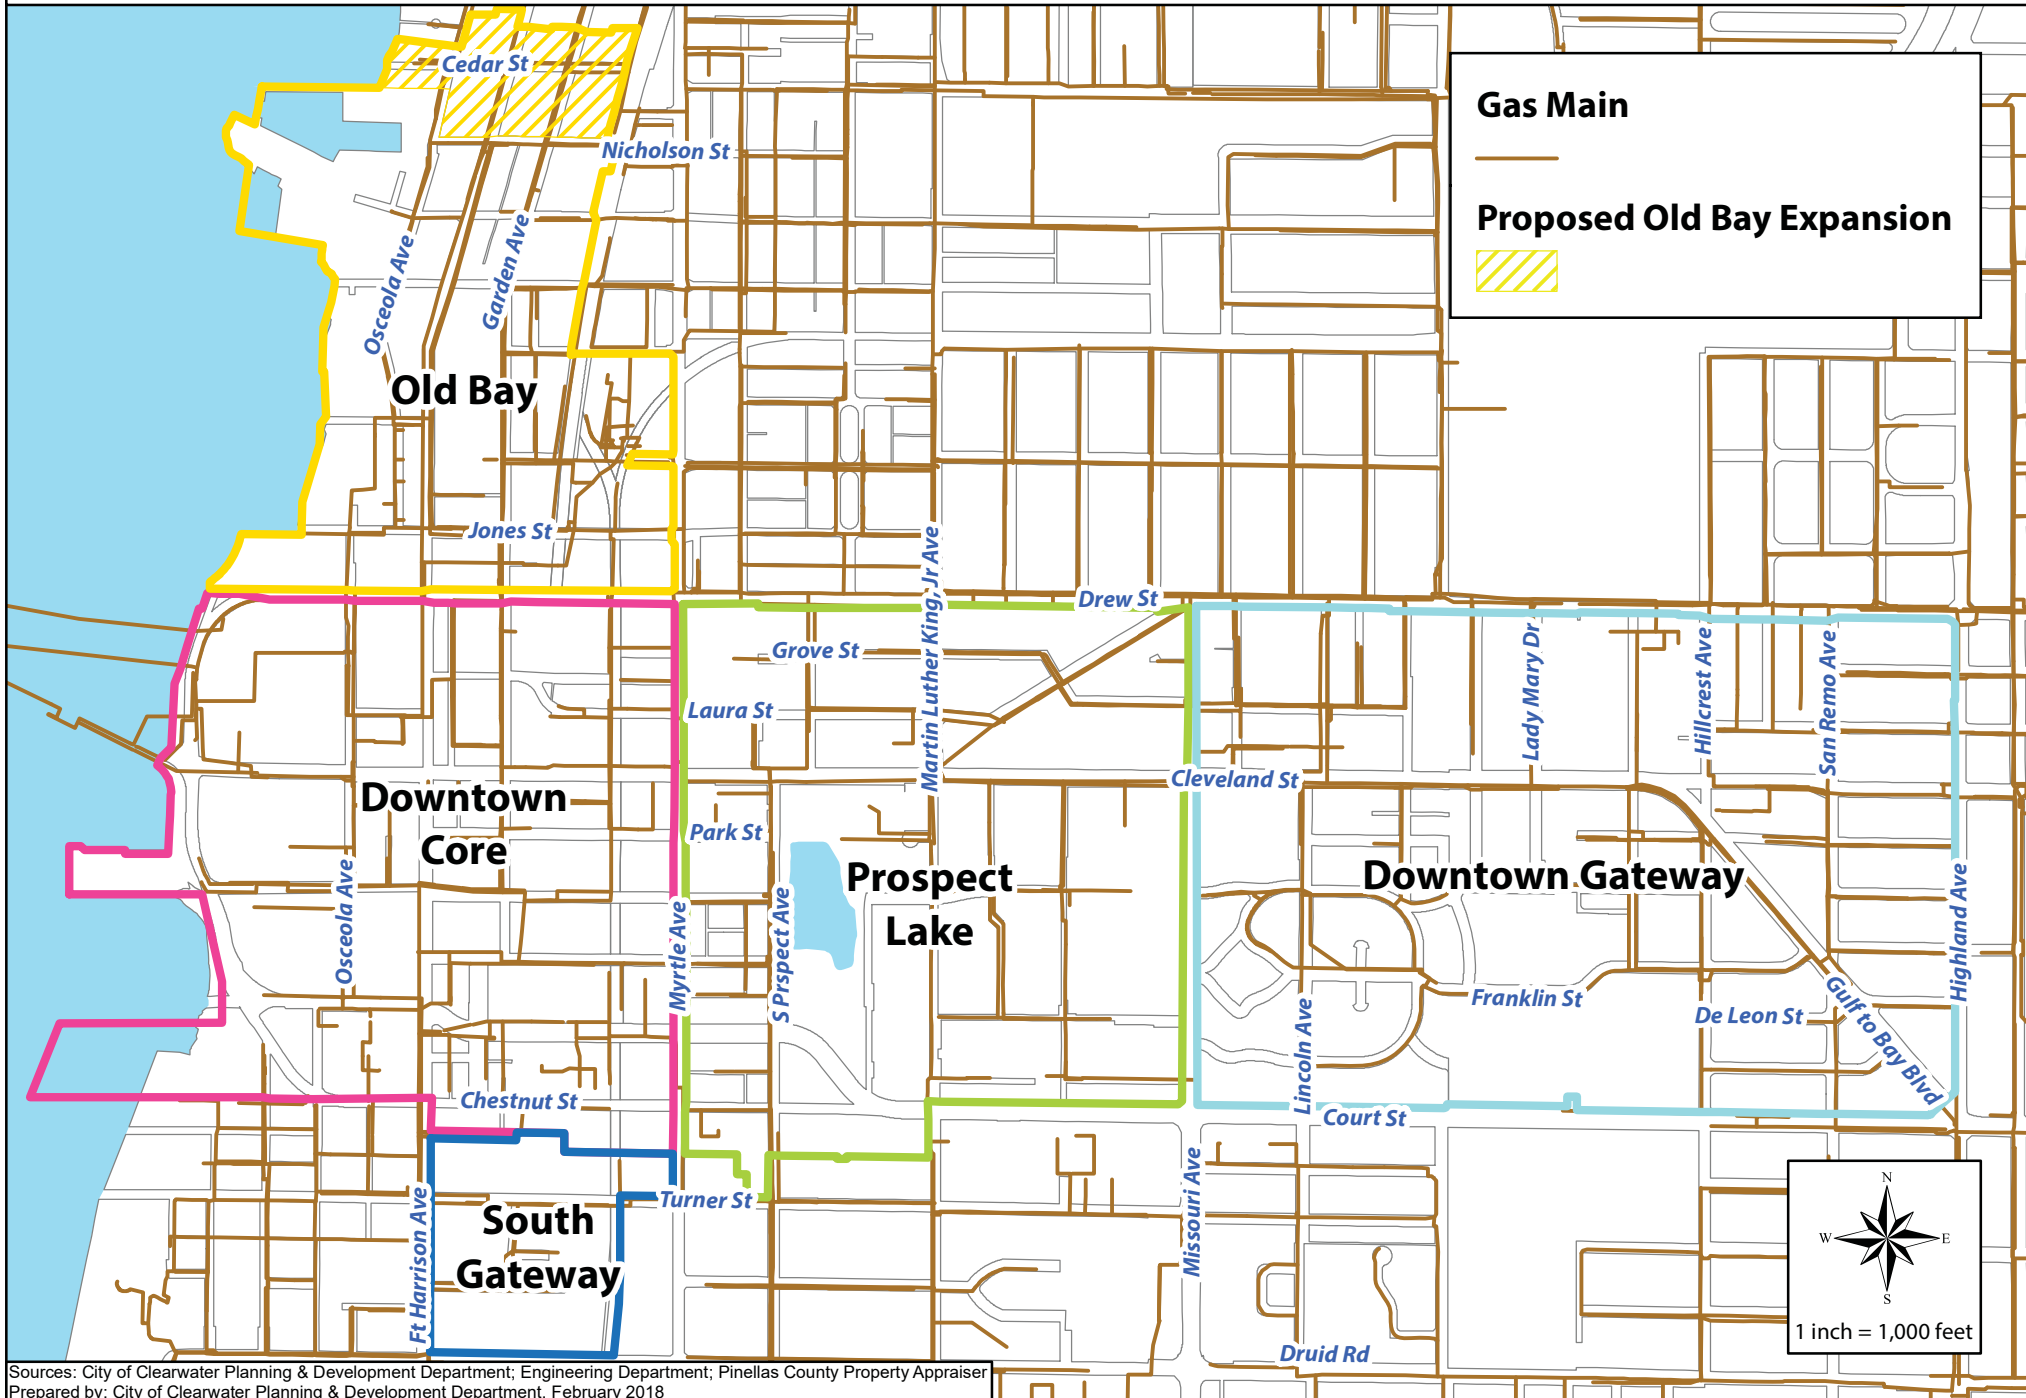 Cedar St
Gas Main
Nicholson St
Proposed Old Bay Expansion
Osceola Ave
Garden Ave
Old Bay
Jones St
Martin Luther King, Jr Ave
Drew St
Grove St
Lady Mary Dr
Hillcrest Ave
San Remo Ave
Laura St
Cleveland St
Downtown
Core
Park St
Prospect
Lake
Downtown Gateway
Osceola Ave
Myrtle Ave
S Prspect Ave
Highland Ave
Franklin St
De Leon St
Gulf to Bay Blvd
Lincoln Ave
Chestnut St
Court St
Missouri Ave
Turner St
Ft Harrison Ave
South
Gateway
N
W
E
S
1 inch = 1,000 feet
Druid Rd
Sources: City of Clearwater Planning & Development Department; Engineering Department; Pinellas County Property Appraiser
Prepared by: City of Clearwater Planning & Development Department, February 2018